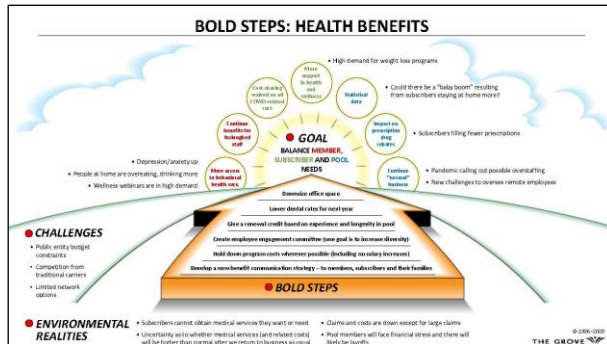 BOLD STEPS: HEALTH BENEFITS
More
support
in health
and
wellness
• High demand for weight loss programs
Cost-sharing
waived on all
COVID-related
care
Statistical
data
• Could there be a "baby boom" resulting
from subscribers staying at home more?
Continue
benefits for
furloughed
staff
GOAL
BALANCE MEMBER,
SUBSCRIBER AND POOL
NEEDS
Impact on
prescription
drug
rebates
• Subscribers filling fewer prescriptions
• Depression/anxiety up
• People at home are overeating, drinking more
• Wellness webinars are in high demand
More access
to behavioral
health svcs.
Continue
"normal"
business
• Pandemic calling out possible overstaffing
• New challenges to oversee remote employees
Downsize office space
Lower dental rates for next year
Give a renewal credit based on experience and longevity in pool
Create employee engagement committee (one goal is to increase diversity)
Hold down program costs wherever possible (including no salary increases)
Develop a new benefit communication strategy – to members, subscribers and their families
BOLD STEPS
CHALLENGES
• Public entity budget
constraints
• Competition from
traditional carriers
• Limited network
options
ENVIRONMENTAL
REALITIES
• Subscribers cannot obtain medical services they want or need
• Uncertainty as to whether medical services (and related costs)
will be higher than normal after we return to business as usual
• Claims and costs are down except for large claims
• Pool members will face financial stress and there will
likely be layoffs
© 1996–2009
THE GROVE